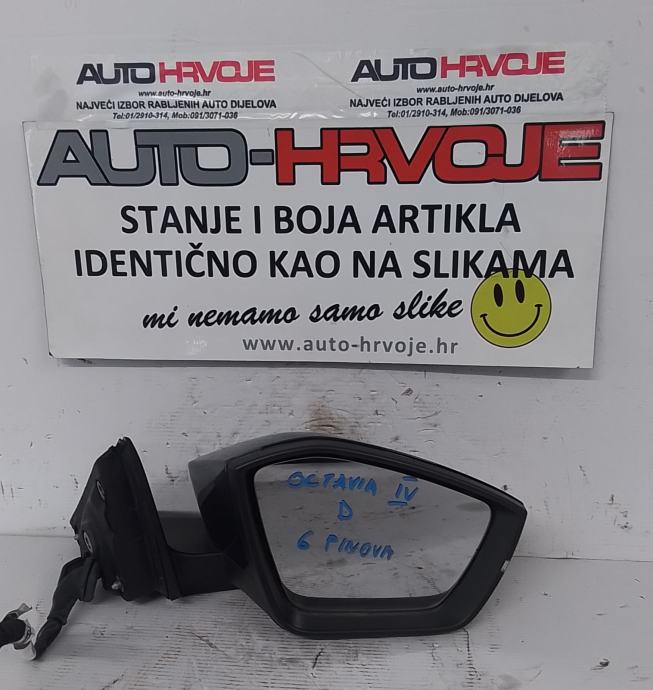 AUTO HRVOJE
www.auto-hrvoje.hr
NAJVEĆI IZBOR RABLJENIH AUTO DIJELOVA
Tel:01/2910-314, Mob:091/3071-036
AUTO HRVOJE
www.auto-hrvoje.hr
NAJVEĆI IZBOR RABLJENIH AUTO DIJELOVA
Tel:01/2910-314, Mob:091/3071-036
AUTO-HRVOJE
STANJE I BOJA ARTIKLA
IDENTIČNO KAO NA SLIKAMA
mi nemamo samo slike
www.auto-hrvoje.hr
OCTAVIA IV
D
6 PINOVA